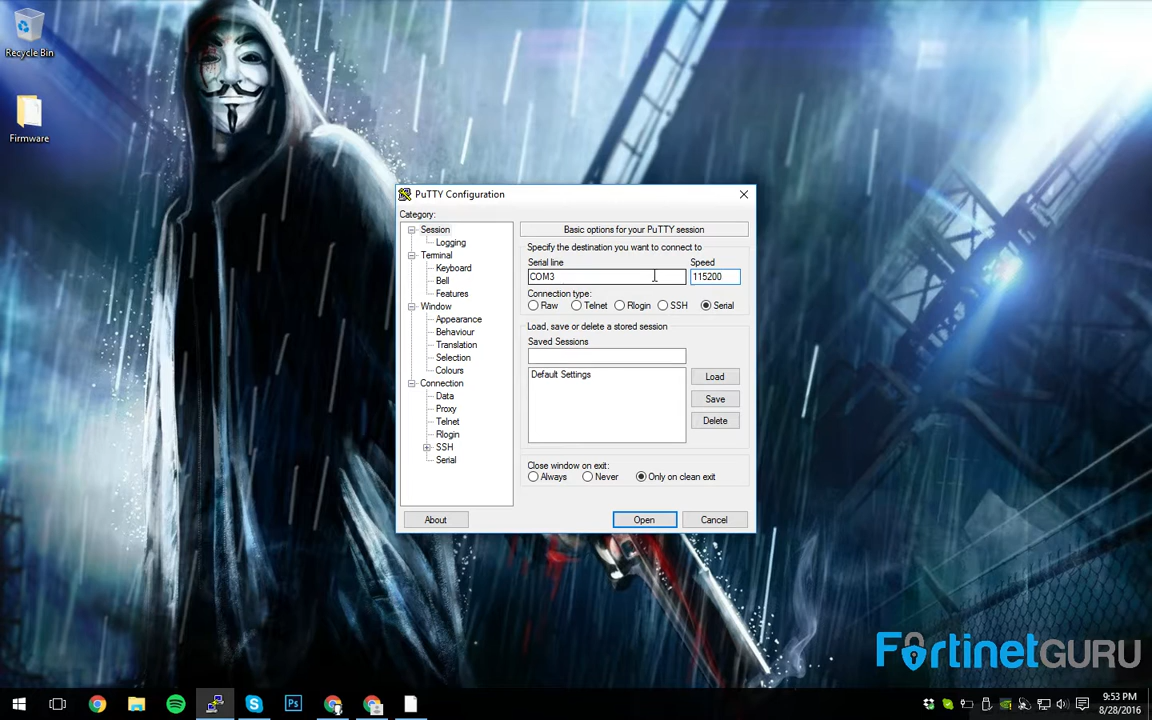 Recycle Bin
Firmware
PuTTY Configuration
Category:
Session
Logging
Terminal
Keyboard
Bell
Features
Window
Appearance
Behaviour
Translation
Selection
Colours
Connection
Data
Proxy
Telnet
Rlogin
SSH
Serial
Basic options for your PuTTY session
Specify the destination you want to connect to
Serial line Speed
COM3 115200
Connection type:
Raw Telnet Rlogin SSH Serial
Load, save or delete a stored session
Saved Sessions
Default Settings
Load
Save
Delete
Close window on exit:
Always Never Only on clean exit
About Open Cancel
FortinetGURU
9:53 PM
8/28/2016